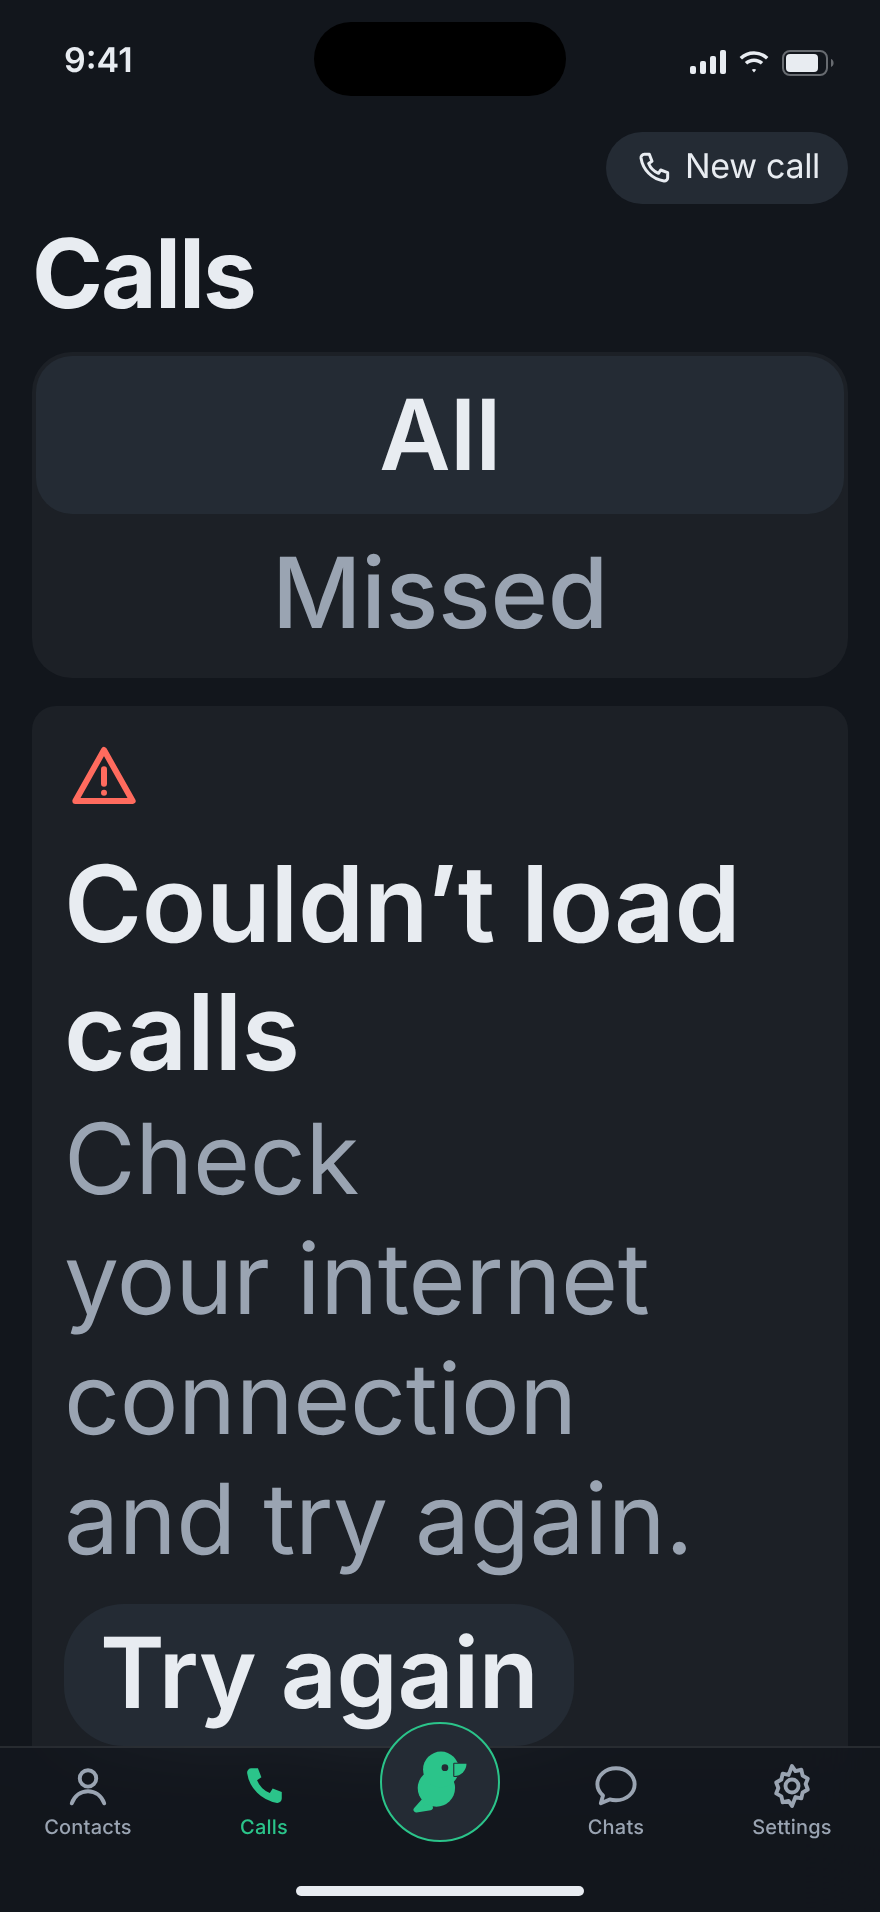 9:41
New call
Calls
All
Missed
Couldn’t load
calls
Check
your internet
connection
and try again.
Try again
Contacts
Calls
Chats
Settings